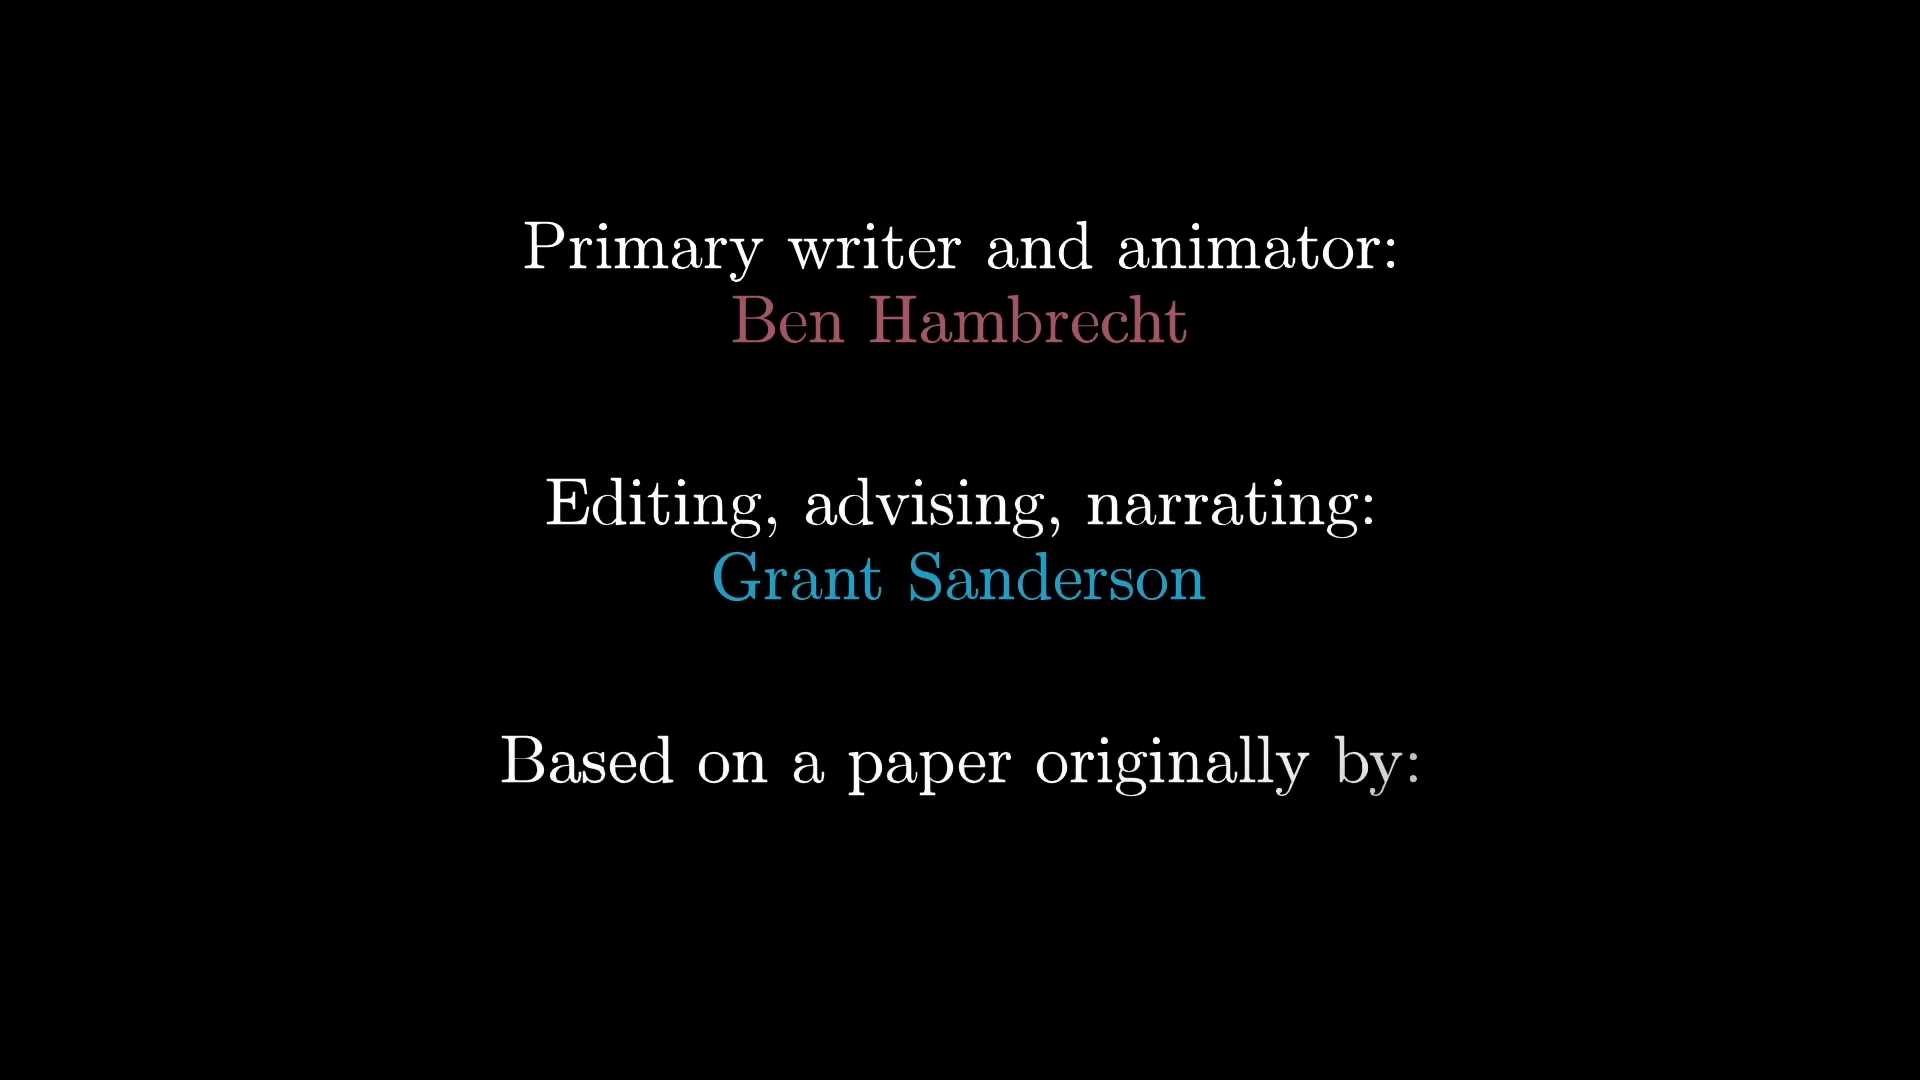 Primary writer and animator:
Ben Hambrecht
Editing, advising, narrating:
Grant Sanderson
Based on a paper originally by: